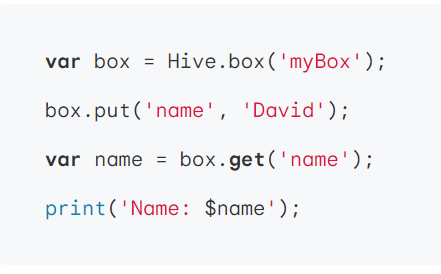 var box = Hive.box('myBox');
box.put('name', 'David');
var name = box.get('name');
print('Name: $name');